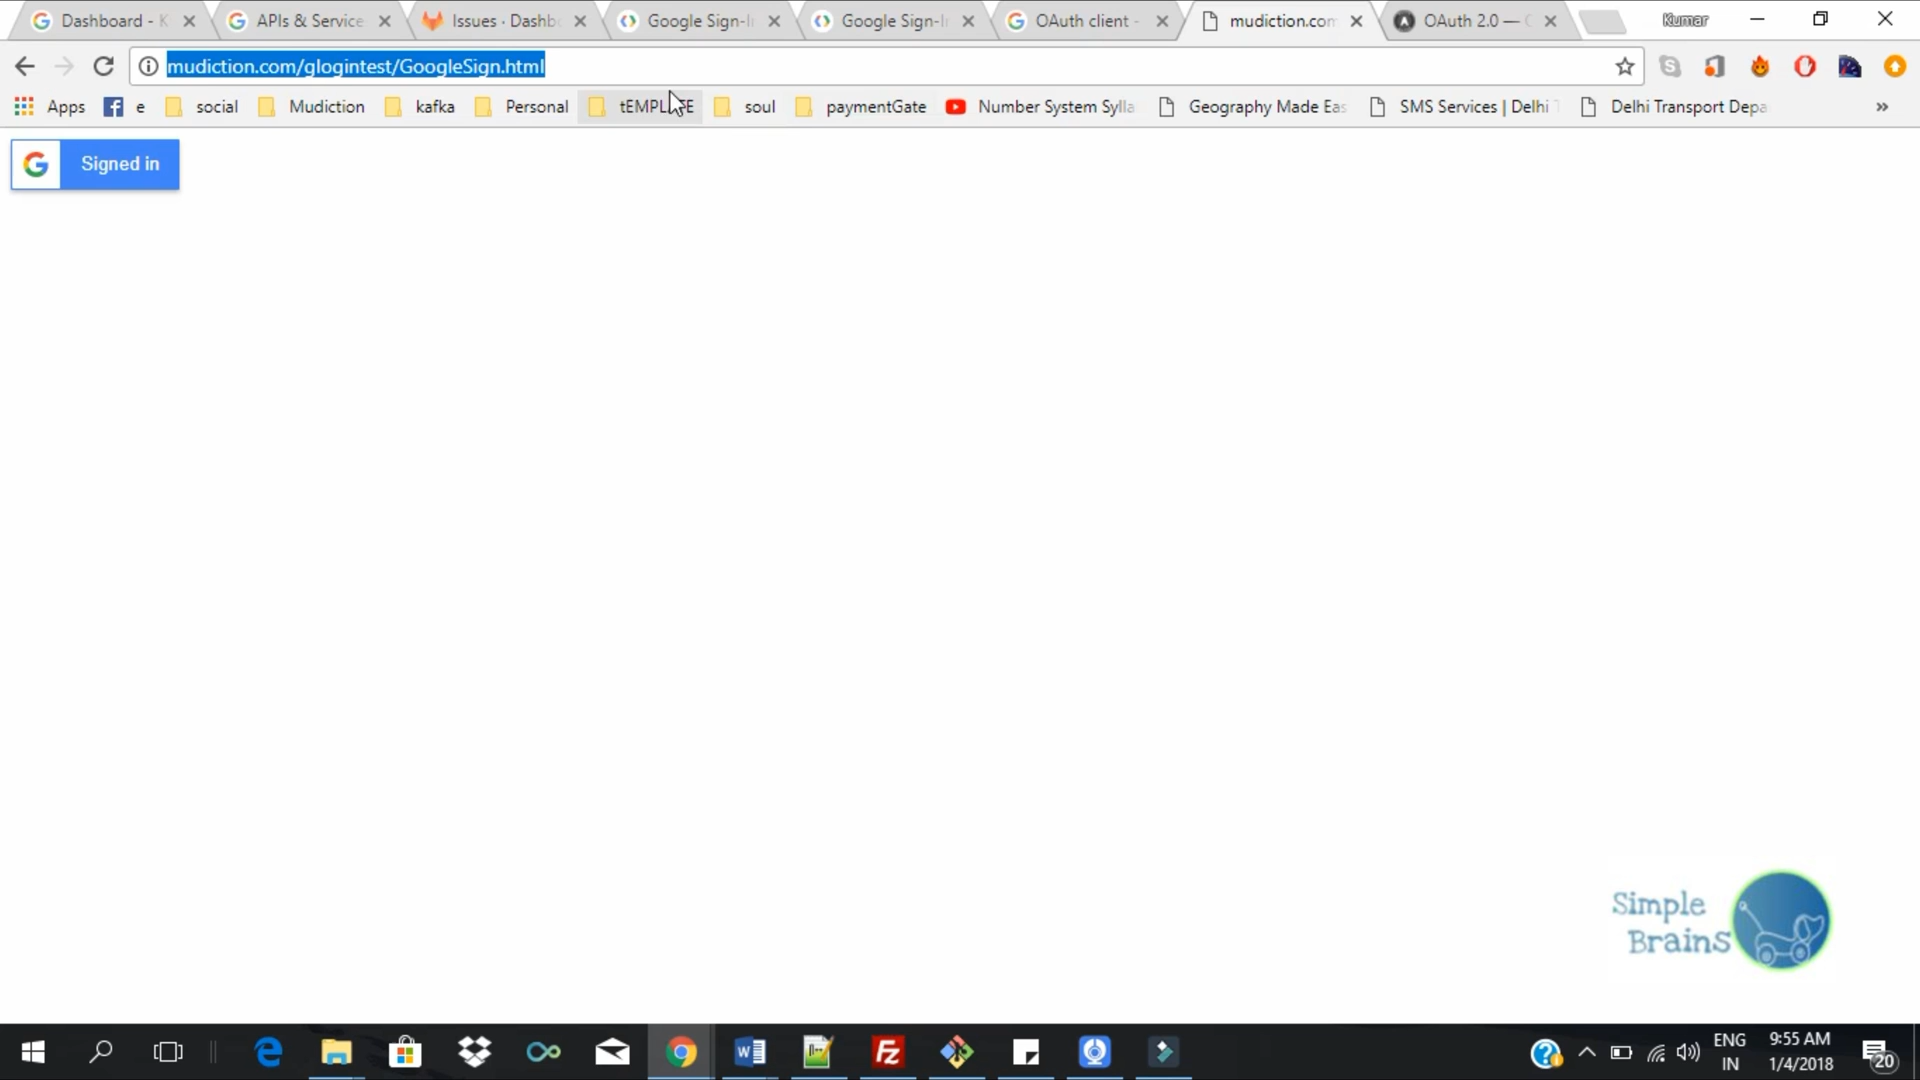 Dashboard - K
APIs & Service
Issues · Dashb
Google Sign-I
Google Sign-I
OAuth client -
mudiction.com
OAuth 2.0 —
Kumar
mudiction.com/glogintest/GoogleSign.html
Apps
e
social
Mudiction
kafka
Personal
soul
paymentGate
Number System Sylla
Geography Made Eas
SMS Services | Delhi
Delhi Transport Depa
»
G Signed in
Simple
Brains
ENG
IN
9:55 AM
1/4/2018
20